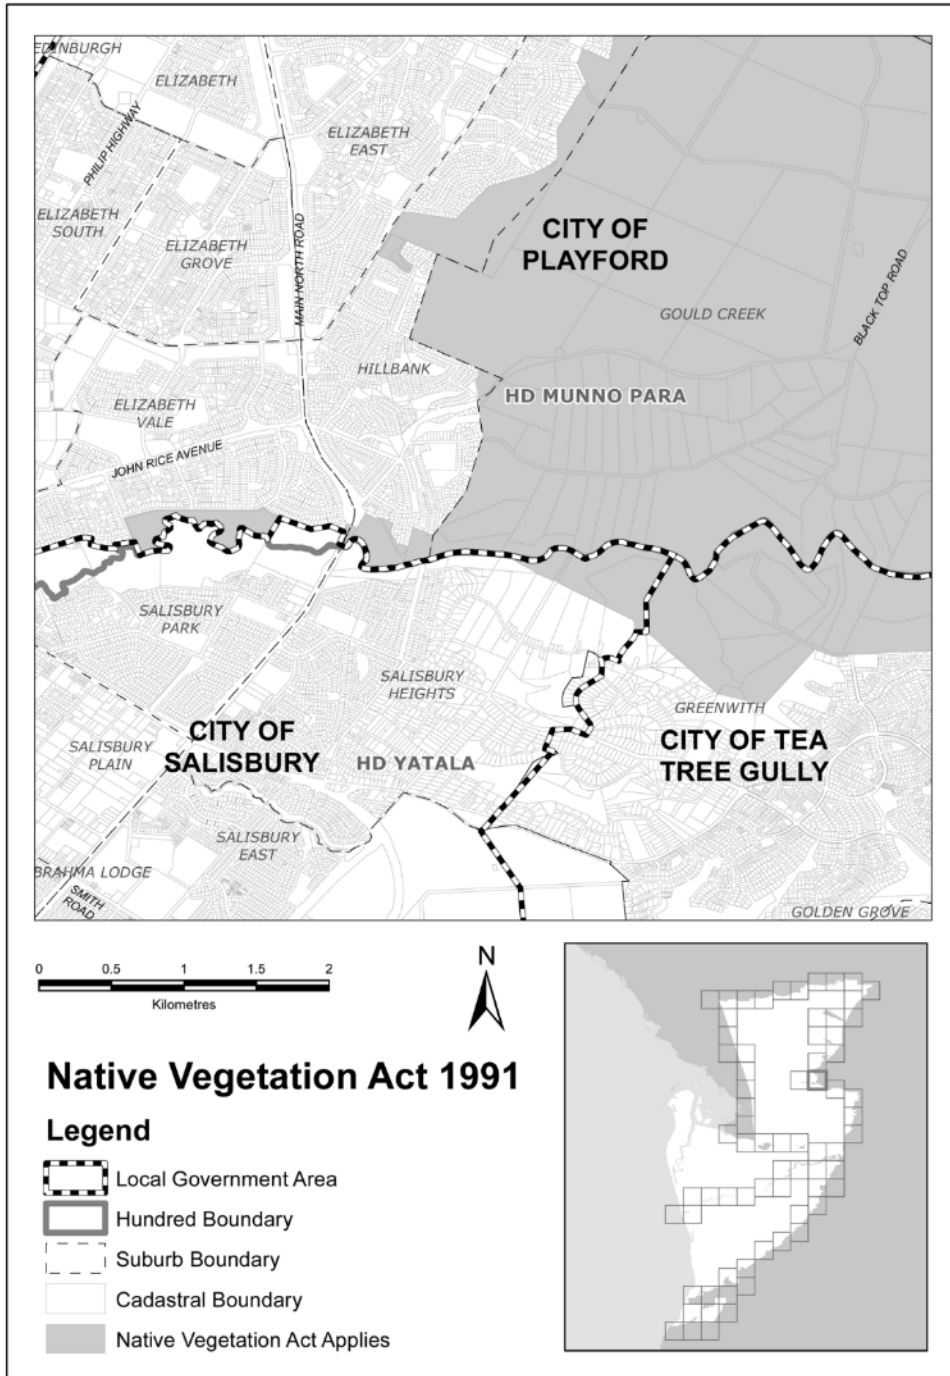 EDINBURGH
ELIZABETH
PHILIP HIGHWAY
ELIZABETH
EAST
ELIZABETH
SOUTH
ELIZABETH
GROVE
MAIN NORTH ROAD
CITY OF
PLAYFORD
BLACK TOP ROAD
GOULD CREEK
HILLBANK
HD MUNNO PARA
ELIZABETH
VALE
JOHN RICE AVENUE
SALISBURY
PARK
SALISBURY
HEIGHTS
GREENWITH
CITY OF
SALISBURY
CITY OF TEA
TREE GULLY
SALISBURY
PLAIN
HD YATALA
SALISBURY
EAST
BRAHMA LODGE
SMITH
ROAD
GOLDEN GROVE
0 0.5 1 1.5 2
Kilometres
N
Native Vegetation Act 1991
Legend
Local Government Area
Hundred Boundary
Suburb Boundary
Cadastral Boundary
Native Vegetation Act Applies